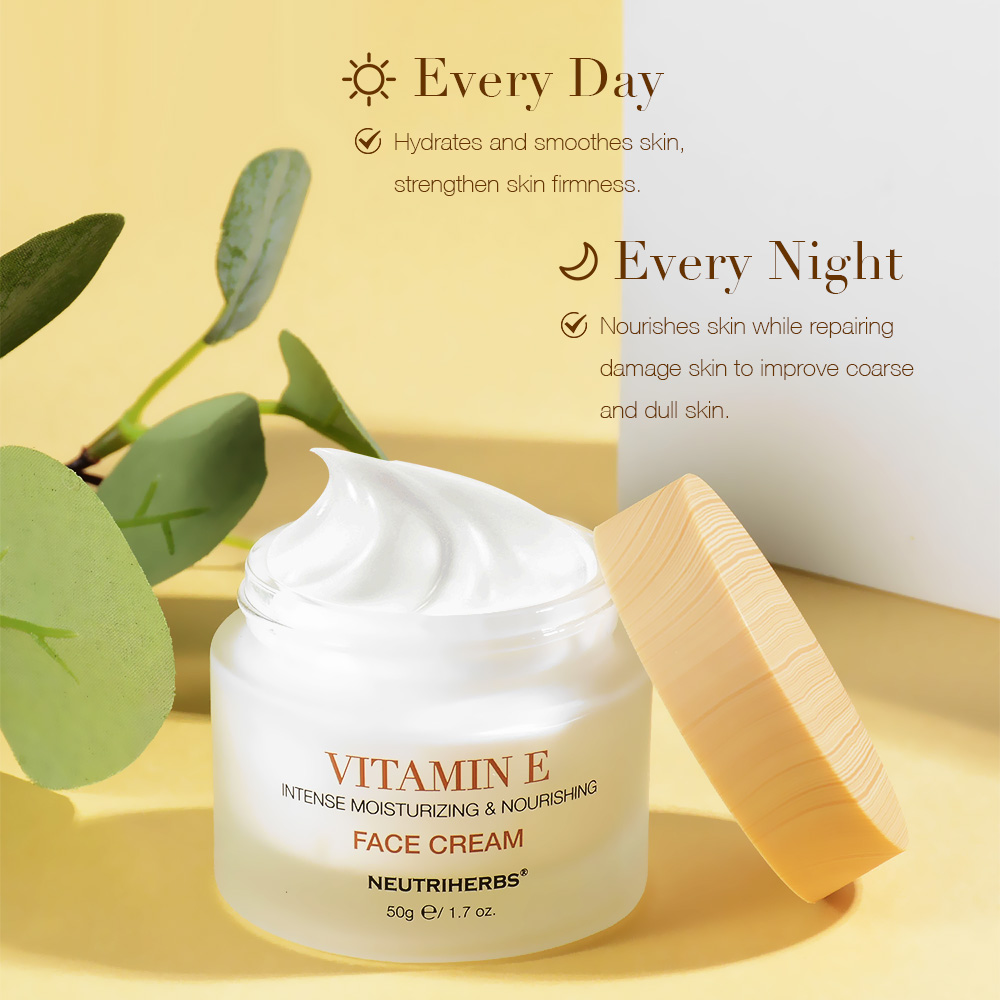 Every Day
Hydrates and smoothes skin,
strengthen skin firmness.
Every Night
Nourishes skin while repairing
damage skin to improve coarse
and dull skin.
VITAMIN E
INTENSE MOISTURIZING & NOURISHING
FACE CREAM
NEUTRIHERBS®
50g ℮/ 1.7 oz.